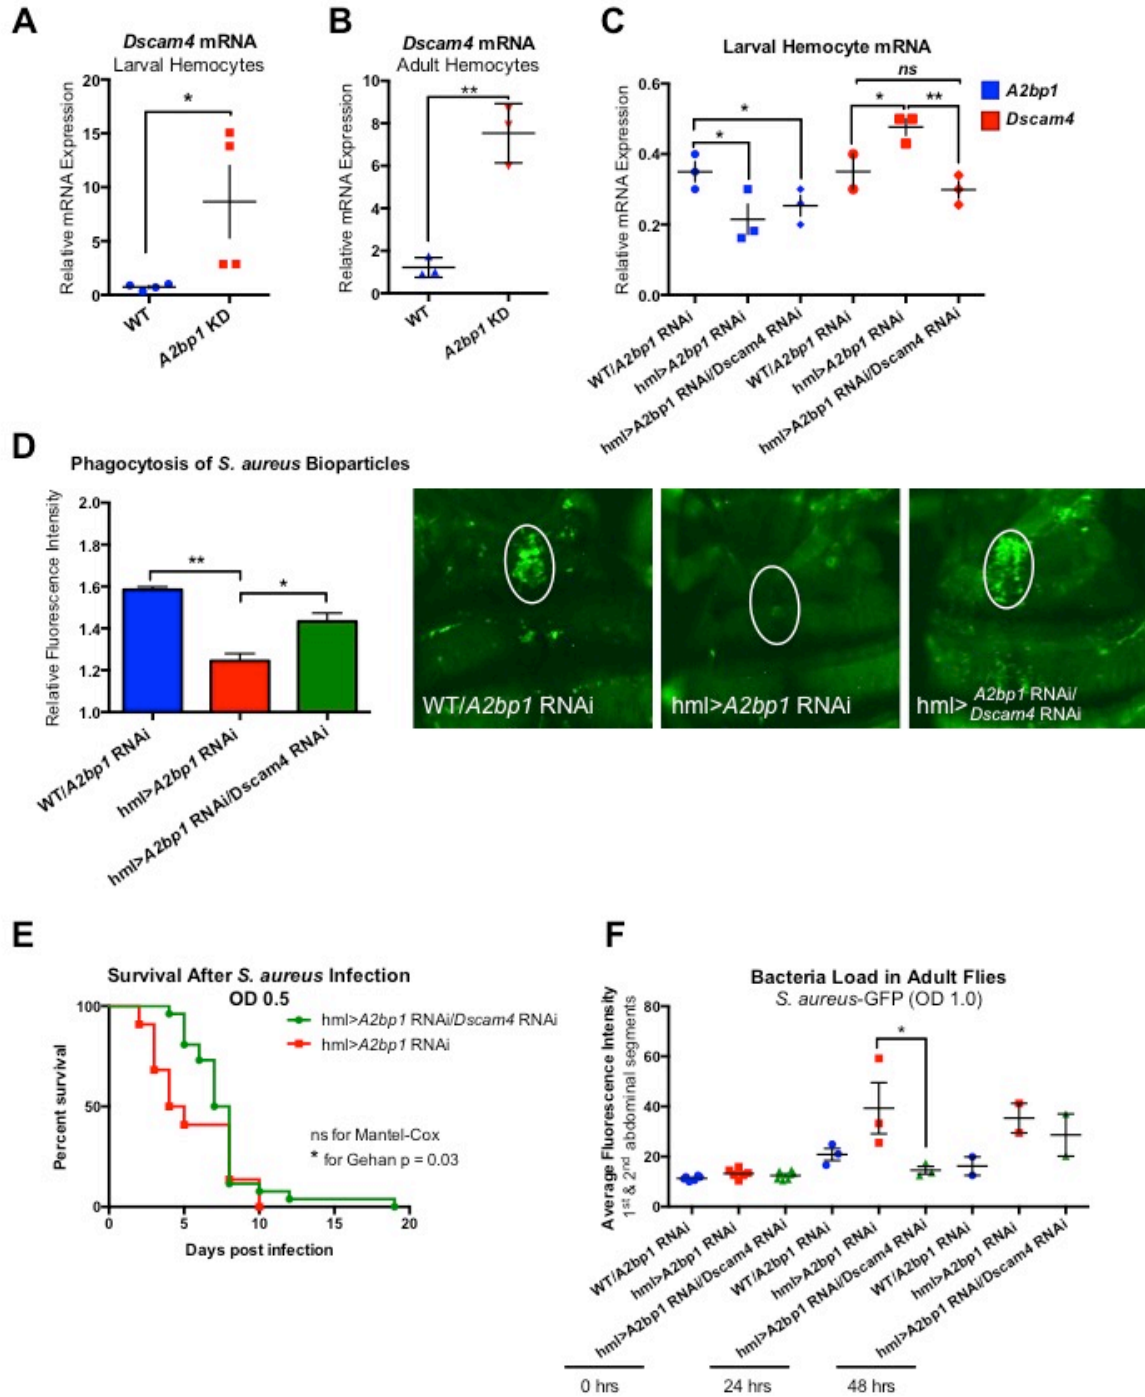 A
Dscam4 mRNA
Larval Hemocytes
Relative mRNA Expression
20
15
10
5
0
*
WT
A2bp1 KD
B
Dscam4 mRNA
Adult Hemocytes
Relative mRNA Expression
10
8
6
4
2
0
**
WT
A2bp1 KD
C
Larval Hemocyte mRNA
Relative mRNA Expression
0.6
0.4
0.2
0.0
*
*
ns
*
**
A2bp1
Dscam4
WT/A2bp1 RNAi
hml>A2bp1 RNAi
hml>A2bp1 RNAi/Dscam4 RNAi
WT/A2bp1 RNAi
hml>A2bp1 RNAi
hml>A2bp1 RNAi/Dscam4 RNAi
D
Phagocytosis of S. aureus Bioparticles
Relative Fluorescence Intensity
2.0
1.8
1.6
1.4
1.2
1.0
**
*
WT/A2bp1 RNAi
hml>A2bp1 RNAi
hml>A2bp1 RNAi/Dscam4 RNAi
WT/A2bp1 RNAi
hml>A2bp1 RNAi
hml> A2bp1 RNAi/
Dscam4 RNAi
E
Survival After S. aureus Infection
OD 0.5
Percent survival
100
50
0
hml>A2bp1 RNAi/Dscam4 RNAi
hml>A2bp1 RNAi
ns for Mantel-Cox
* for Gehan p = 0.03
0 5 10 15 20
Days post infection
F
Bacteria Load in Adult Flies
S. aureus-GFP (OD 1.0)
Average Fluorescence Intensity
1st & 2nd abdominal segments
80
60
40
20
0
*
WT/A2bp1 RNAi
hml>A2bp1 RNAi
hml>A2bp1 RNAi/Dscam4 RNAi
WT/A2bp1 RNAi
hml>A2bp1 RNAi
hml>A2bp1 RNAi/Dscam4 RNAi
WT/A2bp1 RNAi
hml>A2bp1 RNAi
hml>A2bp1 RNAi/Dscam4 RNAi
0 hrs 24 hrs 48 hrs